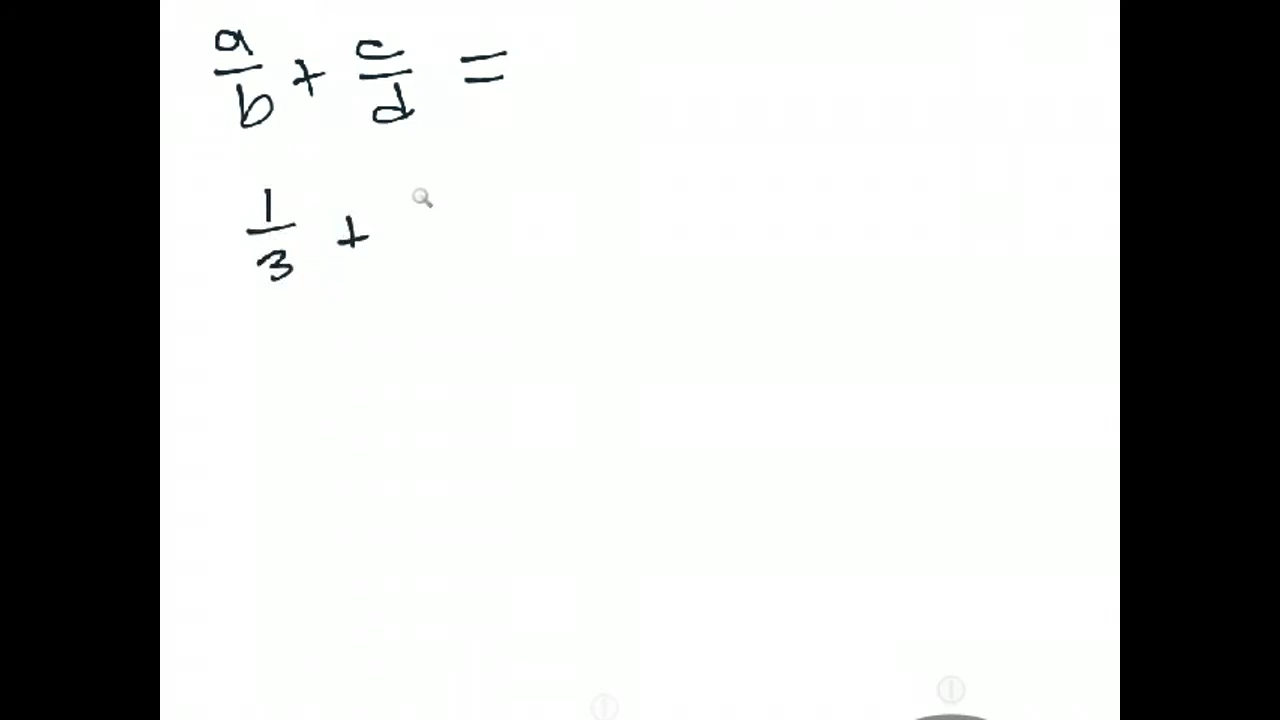 a/b + c/d =
1/3 +